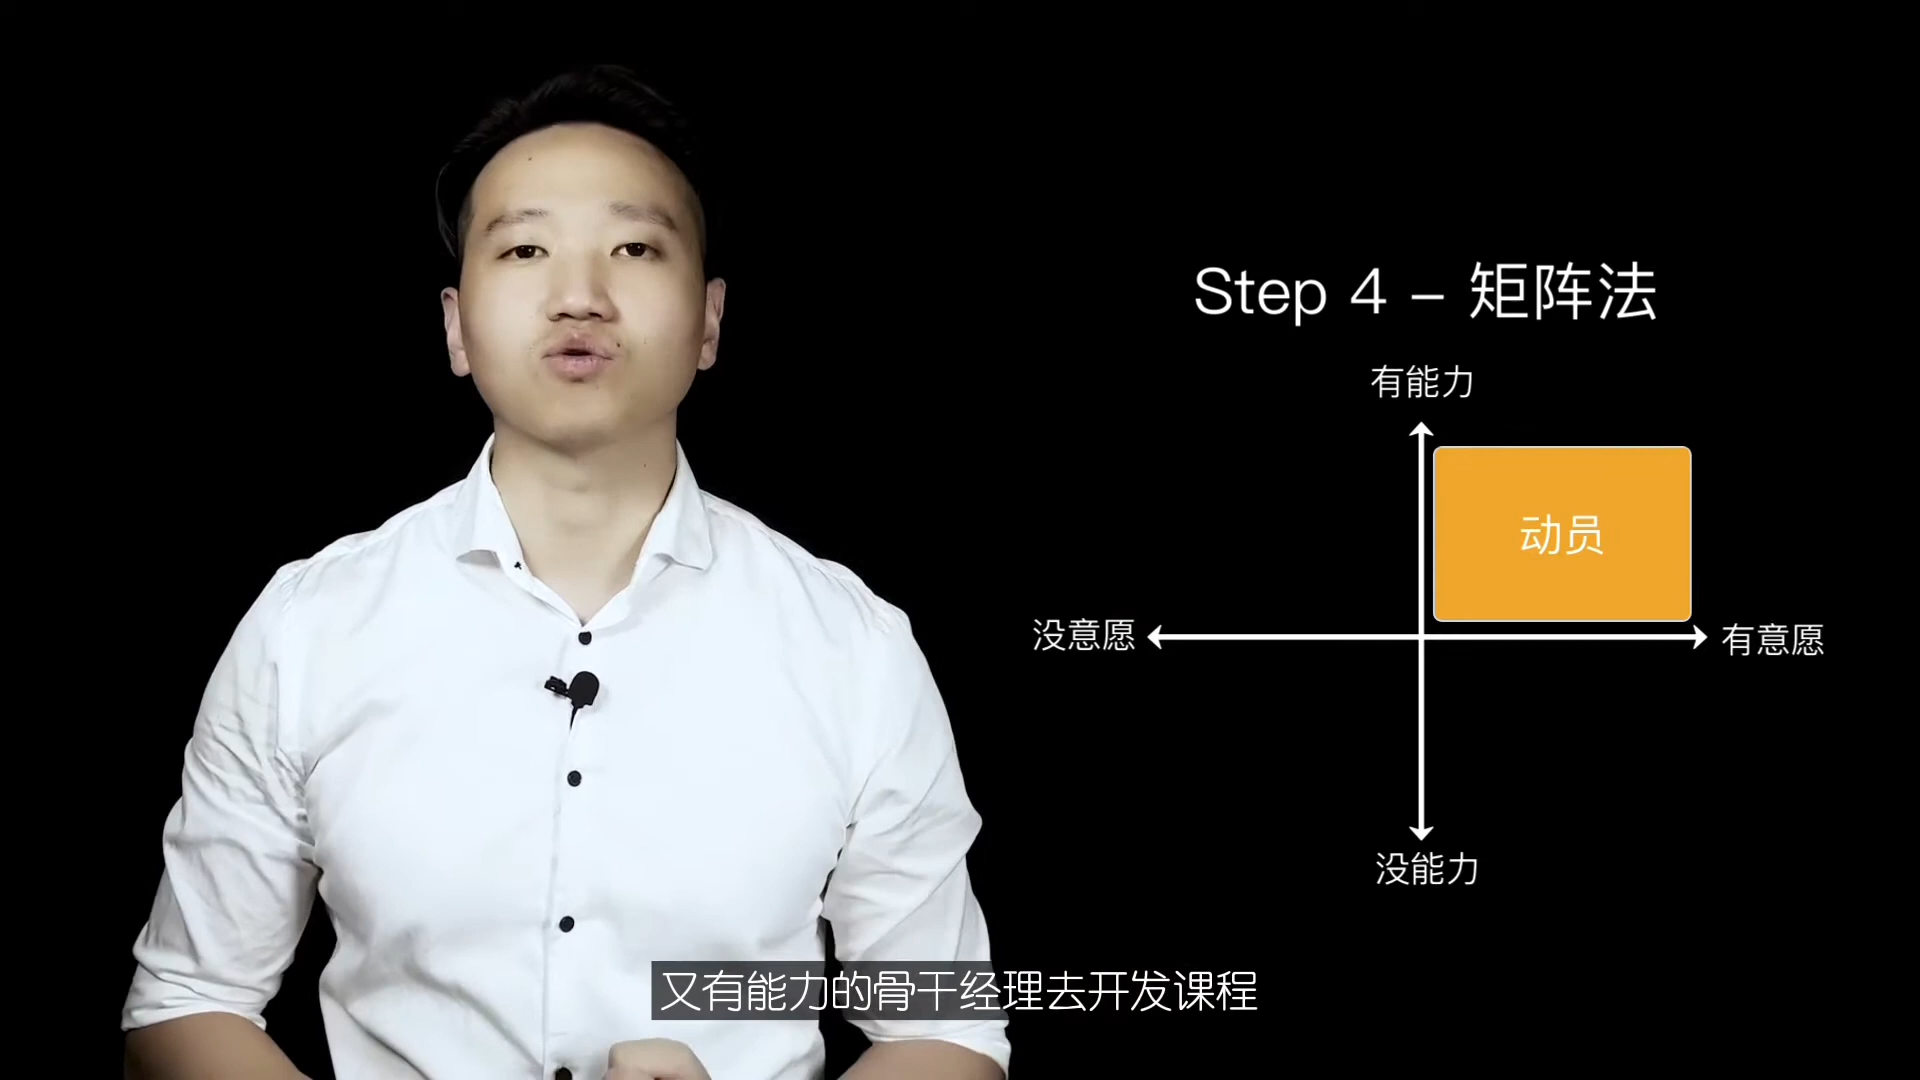 Step 4 – 矩阵法
有能力
动员
没意愿
有意愿
没能力
又有能力的骨干经理去开发课程